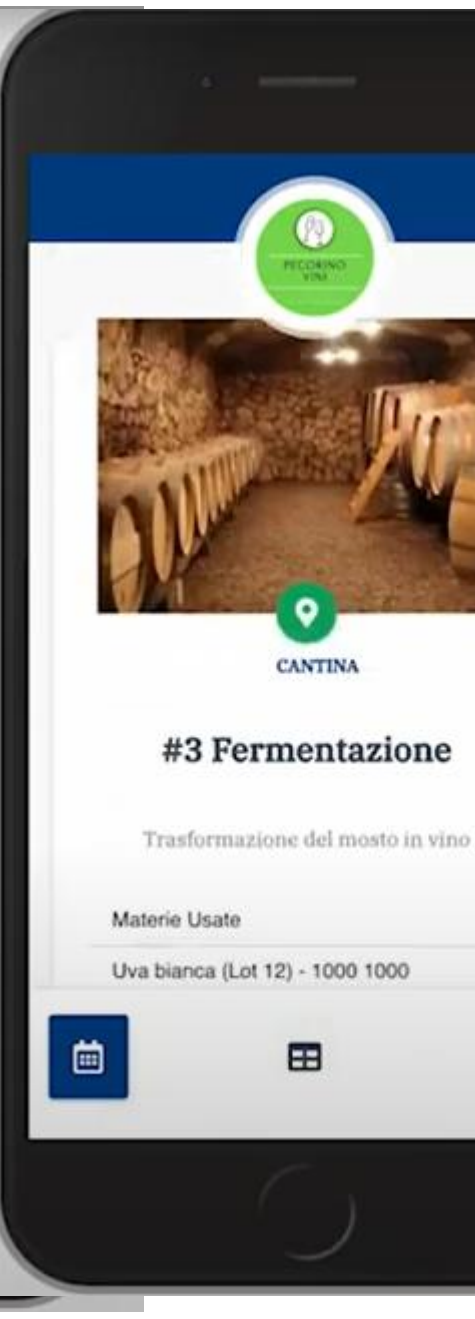 PECORINO
VINI
CANTINA
#3 Fermentazione
Trasformazione del mosto in vino
Materie Usate
Uva bianca (Lot 12) - 1000 1000